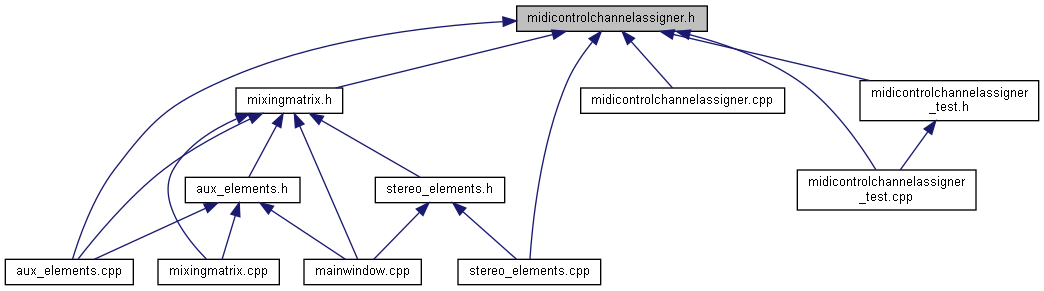 midicontrolchannelassigner.h
mixingmatrix.h
midicontrolchannelassigner.cpp
midicontrolchannelassigner
_test.h
aux_elements.h
stereo_elements.h
midicontrolchannelassigner
_test.cpp
aux_elements.cpp
mixingmatrix.cpp
mainwindow.cpp
stereo_elements.cpp